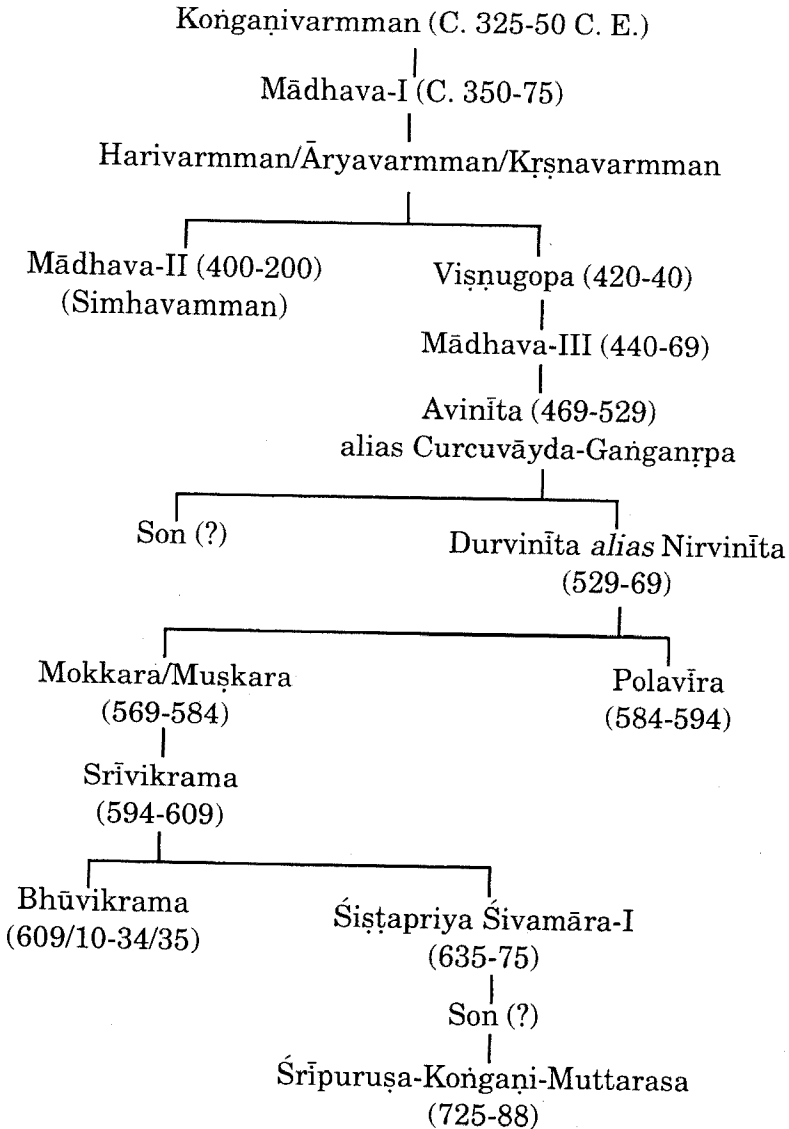 Koṅgaṇivarmman (C. 325-50 C. E.)
Mādhava-I (C. 350-75)
Harivarmman/Āryavarmman/Kṛṣnavarmman
Mādhava-II (400-200)
(Simhavamman)
Viṣṇugopa (420-40)
Mādhava-III (440-69)
Avinīta (469-529)
alias Curcuvāyda-Gaṅganṛpa
Son (?)
Durvinīta alias Nirvinīta
(529-69)
Mokkara/Muṣkara
(569-584)
Polavīra
(584-594)
Srīvikrama
(594-609)
Bhūvikrama
(609/10-34/35)
Śiṣṭapriya Śivamāra-I
(635-75)
Son (?)
Śrīpuruṣa-Koṅgaṇi-Muttarasa
(725-88)